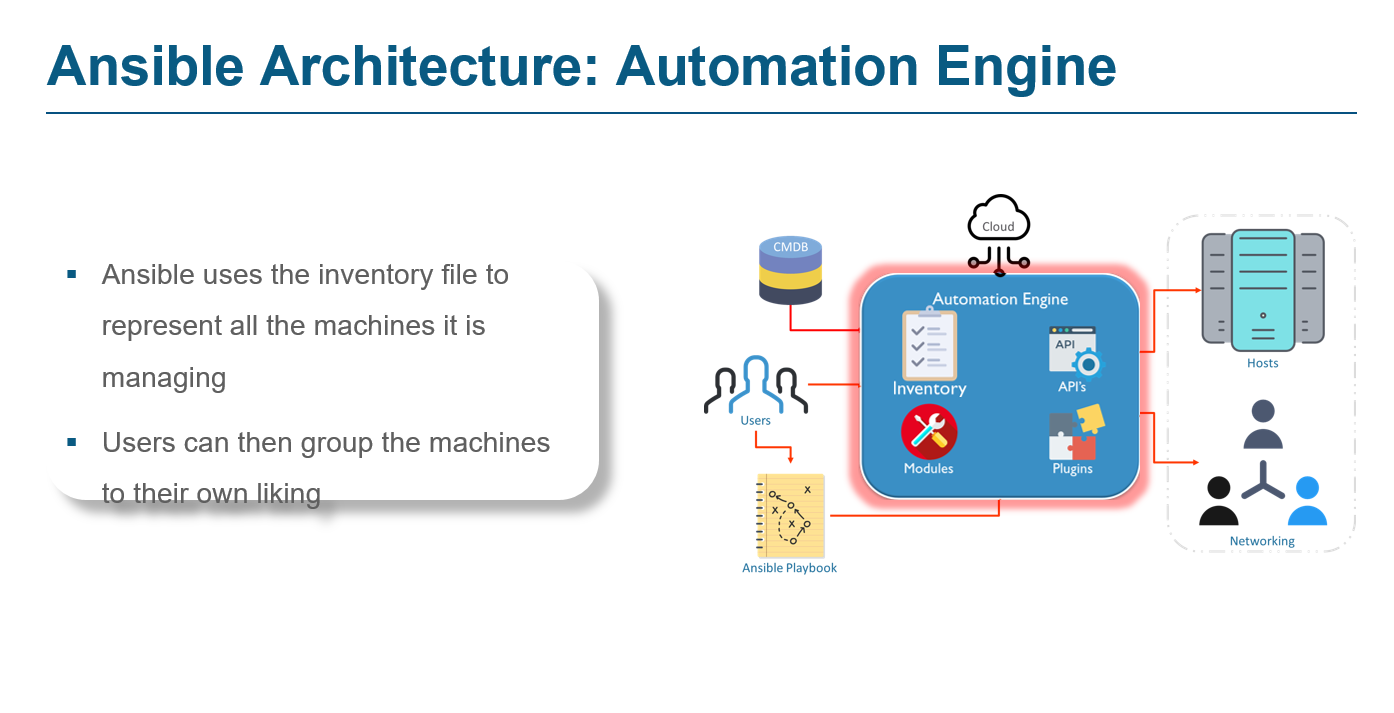 Ansible Architecture: Automation Engine
Ansible uses the inventory file to
represent all the machines it is
managing
Users can then group the machines
to their own liking
Cloud
CMDB
Automation Engine
API
Inventory
API's
Modules
Plugins
Users
Ansible Playbook
Hosts
Networking